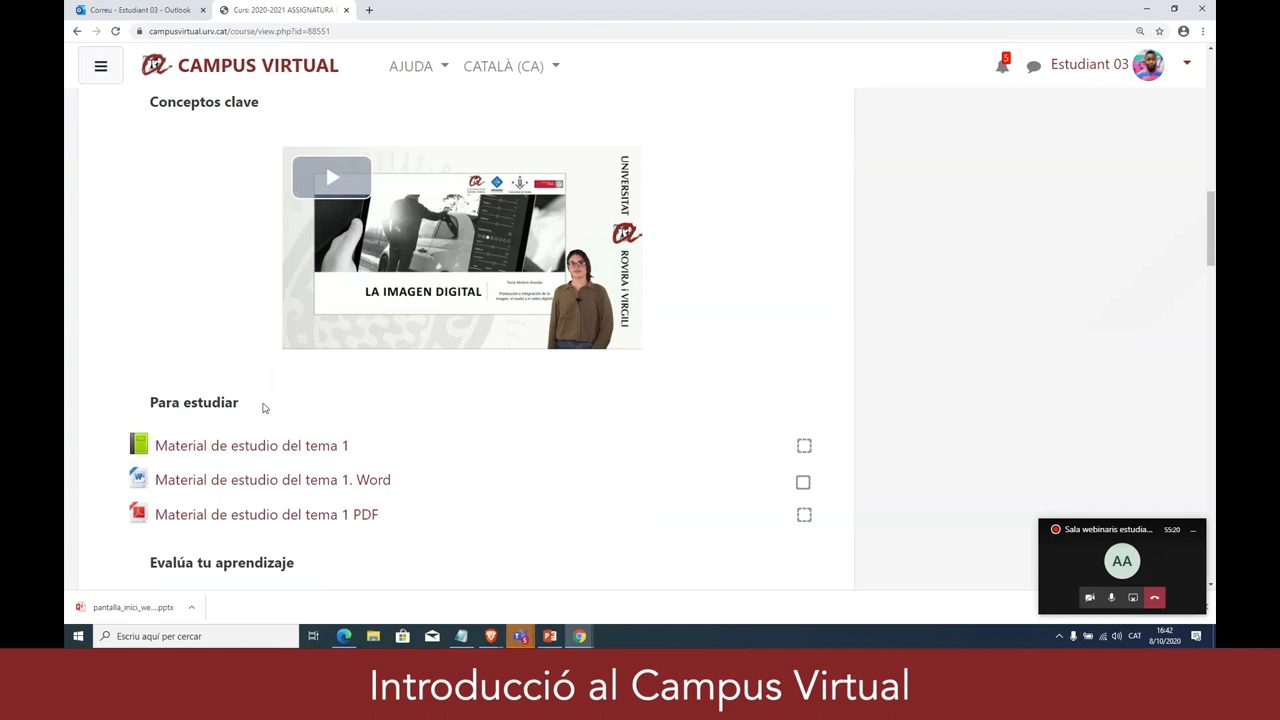 Correu - Estudiant 03 - Outlook
Curs: 2020-2021 ASSIGNATURA
campusvirtual.urv.cat/course/view.php?id=88551
CAMPUS VIRTUAL
AJUDA
CATALÀ (CA)
5
Estudiant 03
Conceptos clave
LA IMAGEN DIGITAL
UNIVERSITAT ROVIRA i VIRGILI
Para estudiar
Material de estudio del tema 1
Material de estudio del tema 1. Word
Material de estudio del tema 1 PDF
Evalúa tu aprendizaje
Sala webinaris estudia...
55:20
AA
pantalla_inici_we....pptx
Escriu aquí per cercar
CAT
16:42
8/10/2020
Introducció al Campus Virtual